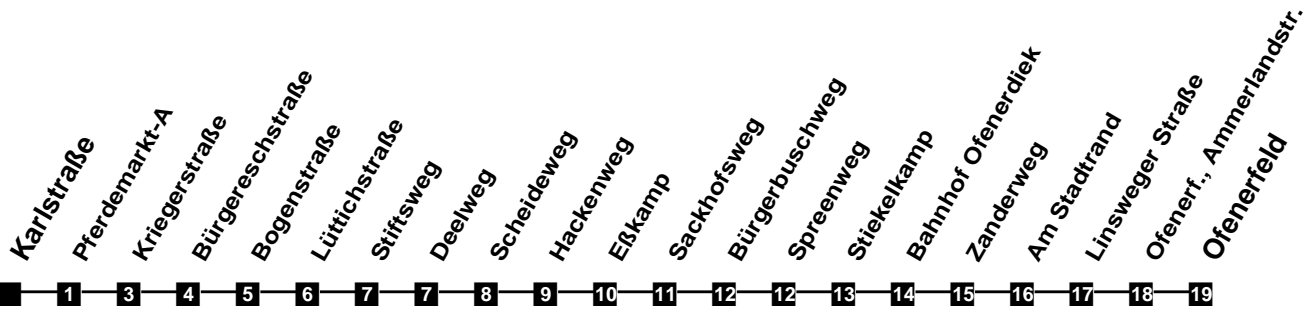 Karlstraße
Pferdemarkt-A
Kriegerstraße
Bürgereschstraße
Bogenstraße
Lüttichstraße
Stiftsweg
Deelweg
Scheideweg
Hackenweg
Eßkamp
Sackhofsweg
Bürgerbuschweg
Spreenweg
Stiekelkamp
Bahnhof Ofenerdiek
Zanderweg
Am Stadtrand
Linsweger Straße
Ofenerf., Ammerlandstr.
Ofenerfeld
1 3 4 5 6 7 7 8 9 10 11 12 12 13 14 15 16 17 18 19